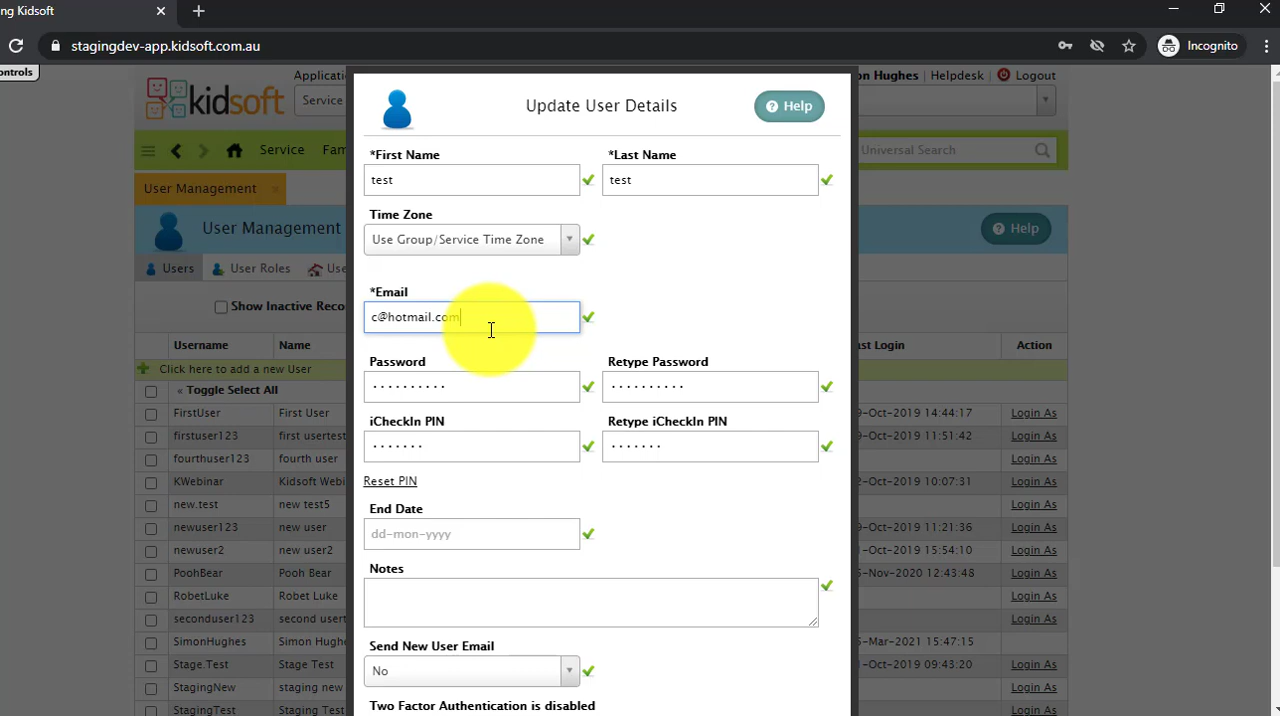 ng Kidsoft
stagingdev-app.kidsoft.com.au
Incognito
ontrols
kidsoft
Applicatio
Service
on Hughes Helpdesk Logout
Service Fam
Universal Search
User Management
User Management
Help
Users User Roles Use
Show Inactive Reco
Username Name ast Login Action
Click here to add a new User
« Toggle Select All
FirstUser First User 9-Oct-2019 14:44:17 Login As
firstuser123 first usertest 9-Oct-2019 11:51:42 Login As
fourthuser123 fourth user Login As
KWebinar Kidsoft Webi 2-Oct-2019 10:07:31 Login As
new.test new test5 Login As
newuser123 new user -Oct-2019 11:21:36 Login As
newuser2 new user2 -Oct-2019 15:54:10 Login As
PoohBear Pooh Bear 5-Nov-2020 12:43:48 Login As
RobetLuke Robet Luke Login As
seconduser123 second usert Login As
SimonHughes Simon Hughe 5-Mar-2021 15:47:15
Stage.Test Stage Test -Oct-2019 09:43:20 Login As
StagingNew staging new Login As
StagingTest Staging Test Login As
Update User Details
Help
*First Name *Last Name
test test
Time Zone
Use Group/Service Time Zone
*Email
c@hotmail.com
Password Retype Password
iCheckIn PIN Retype iCheckIn PIN
Reset PIN
End Date
dd-mon-yyyy
Notes
Send New User Email
No
Two Factor Authentication is disabled